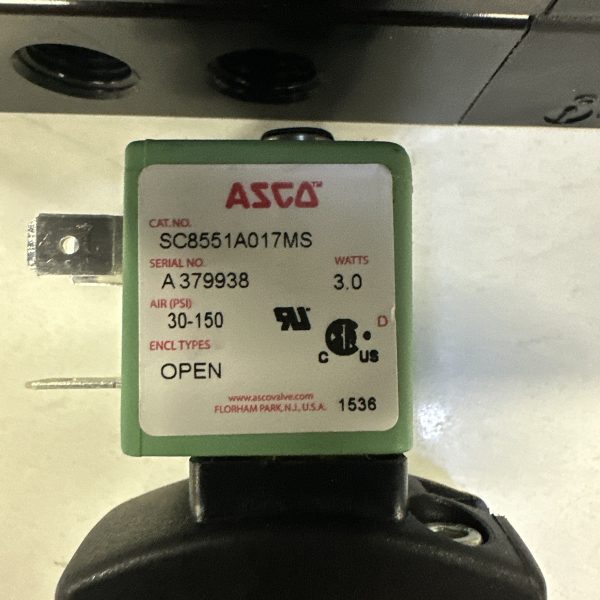 ASCO™
CAT.NO.
SC8551A017MS
SERIAL NO. WATTS
A 379938 3.0
AIR (PSI)
30-150
D
C US
ENCL TYPES
OPEN
www.ascovalve.com
FLORHAM PARK, N.J., U.S.A. 1536